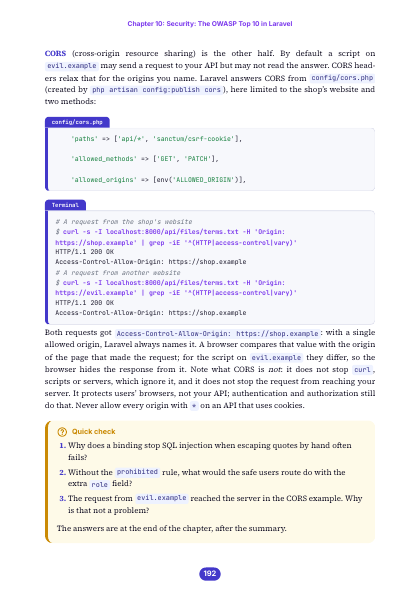 Chapter 10: Security: The OWASP Top 10 in Laravel
CORS (cross-origin resource sharing) is the other half. By default a script on
evil.example may send a request to your API but may not read the answer. CORS head-
ers relax that for the origins you name. Laravel answers CORS from config/cors.php
(created by php artisan config:publish cors), here limited to the shop's website and
two methods:
config/cors.php
'paths' => ['api/*', 'sanctum/csrf-cookie'],
'allowed_methods' => ['GET', 'PATCH'],
'allowed_origins' => [env('ALLOWED_ORIGIN')],
Terminal
# A request from the shop's website
$ curl -s -I localhost:8000/api/files/terms.txt -H 'Origin:
https://shop.example' | grep -iE '^(HTTP|access-control|vary)'
HTTP/1.1 200 OK
Access-Control-Allow-Origin: https://shop.example
# A request from another website
$ curl -s -I localhost:8000/api/files/terms.txt -H 'Origin:
https://evil.example' | grep -iE '^(HTTP|access-control|vary)'
HTTP/1.1 200 OK
Access-Control-Allow-Origin: https://shop.example
Both requests got Access-Control-Allow-Origin: https://shop.example: with a single
allowed origin, Laravel always names it. A browser compares that value with the origin
of the page that made the request; for the script on evil.example they differ, so the
browser hides the response from it. Note what CORS is not: it does not stop curl,
scripts or servers, which ignore it, and it does not stop the request from reaching your
server. It protects users' browsers, not your API; authentication and authorization still
do that. Never allow every origin with * on an API that uses cookies.
Quick check
1. Why does a binding stop SQL injection when escaping quotes by hand often
fails?
2. Without the prohibited rule, what would the safe users route do with the
extra role field?
3. The request from evil.example reached the server in the CORS example. Why
is that not a problem?
The answers are at the end of the chapter, after the summary.
192